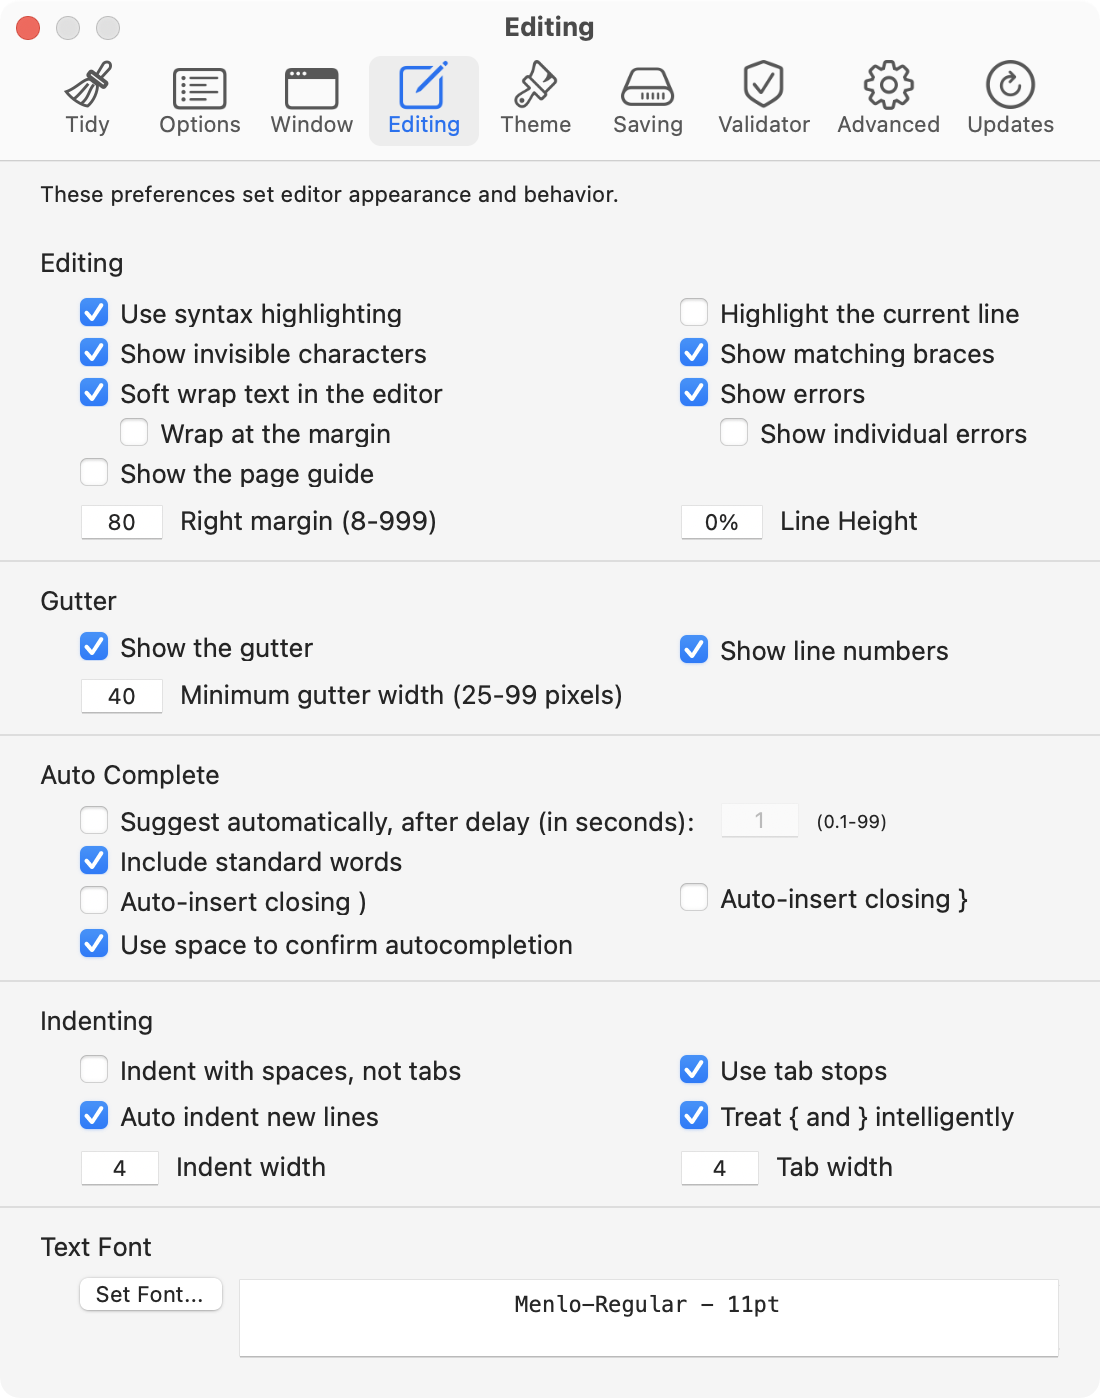 Editing
Tidy Options Window Editing Theme Saving Validator Advanced Updates
These preferences set editor appearance and behavior.
Editing
Use syntax highlighting Highlight the current line
Show invisible characters Show matching braces
Soft wrap text in the editor Show errors
Wrap at the margin Show individual errors
Show the page guide
80 Right margin (8-999) 0% Line Height
Gutter
Show the gutter Show line numbers
40 Minimum gutter width (25-99 pixels)
Auto Complete
Suggest automatically, after delay (in seconds): 1 (0.1-99)
Include standard words
Auto-insert closing ) Auto-insert closing }
Use space to confirm autocompletion
Indenting
Indent with spaces, not tabs Use tab stops
Auto indent new lines Treat { and } intelligently
4 Indent width 4 Tab width
Text Font
Set Font... Menlo-Regular - 11pt